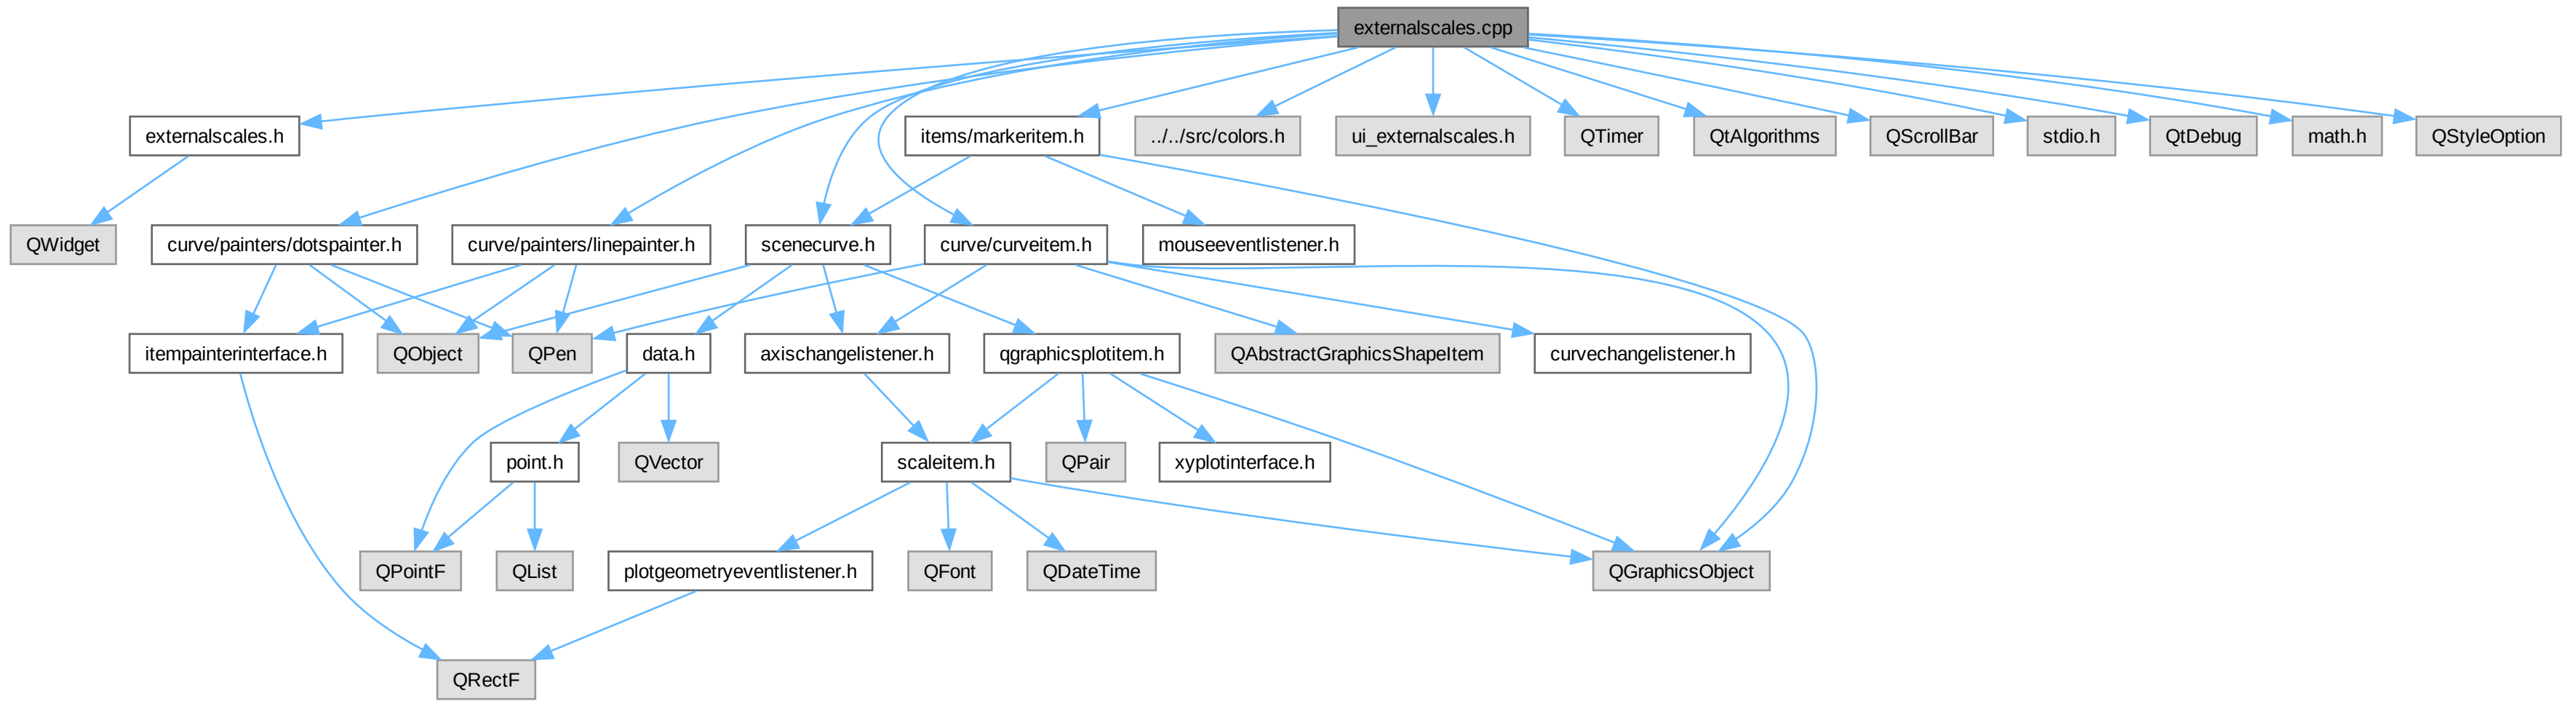 externalscales.cpp
externalscales.h
items/markeritem.h
../../src/colors.h
ui_externalscales.h
QTimer
QtAlgorithms
QScrollBar
stdio.h
QtDebug
math.h
QStyleOption
QWidget
curve/painters/dotspainter.h
curve/painters/linepainter.h
scenecurve.h
curve/curveitem.h
mouseeventlistener.h
itempainterinterface.h
QObject
QPen
data.h
axischangelistener.h
qgraphicsplotitem.h
QAbstractGraphicsShapeItem
curvechangelistener.h
point.h
QVector
scaleitem.h
QPair
xyplotinterface.h
QPointF
QList
plotgeometryeventlistener.h
QFont
QDateTime
QGraphicsObject
QRectF